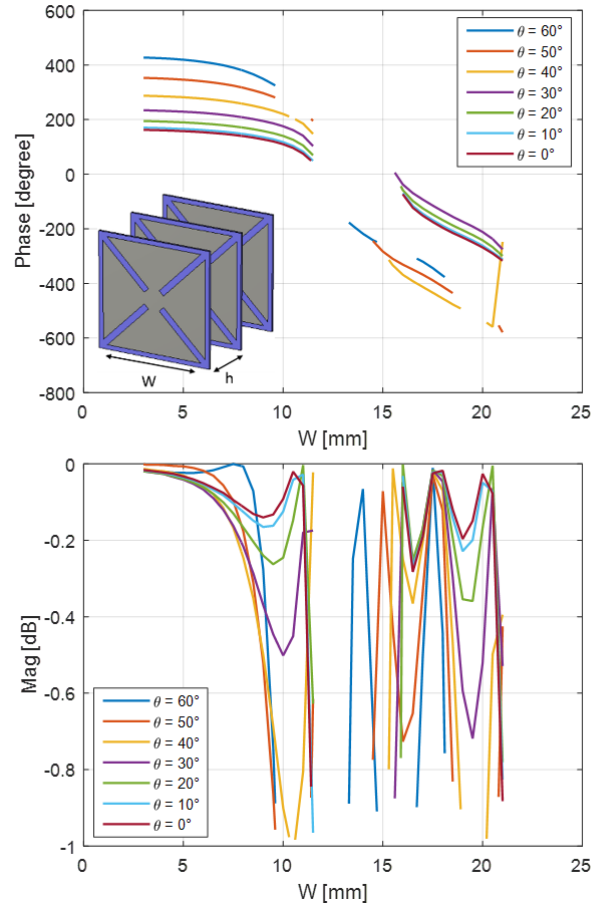 600
400
200
0
-200
-400
-600
-800
Phase [degree]
θ = 60°
θ = 50°
θ = 40°
θ = 30°
θ = 20°
θ = 10°
θ = 0°
W
h
0
5
10
15
20
25
W [mm]
0
-0.2
-0.4
-0.6
-0.8
-1
Mag [dB]
θ = 60°
θ = 50°
θ = 40°
θ = 30°
θ = 20°
θ = 10°
θ = 0°
0
5
10
15
20
25
W [mm]